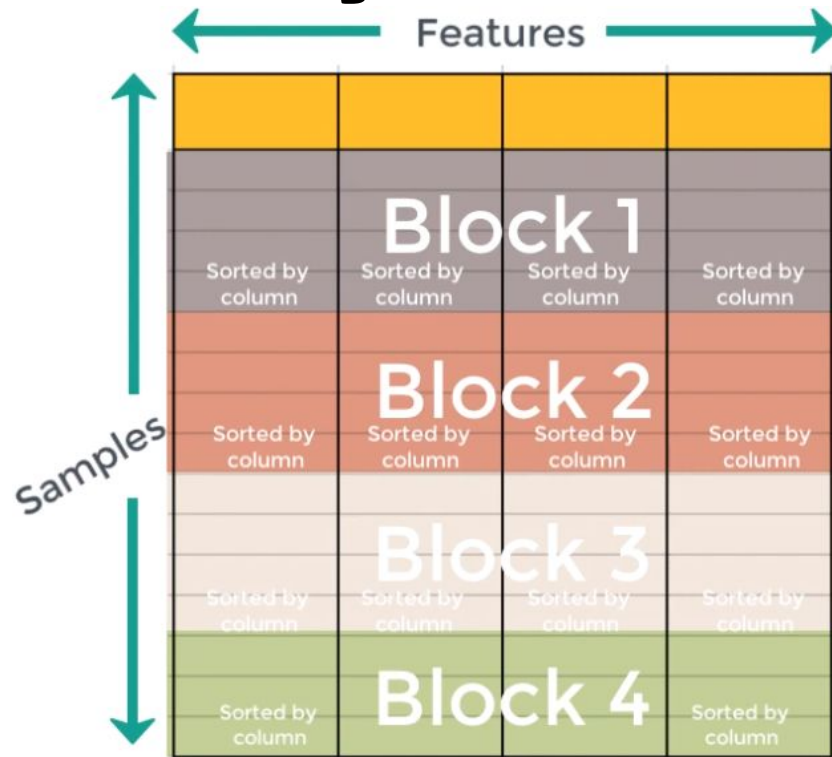 Features
Samples
Block 1
Sorted by column Sorted by column Sorted by column Sorted by column
Block 2
Sorted by column Sorted by column Sorted by column Sorted by column
Block 3
Sorted by column Sorted by column Sorted by column Sorted by column
Block 4
Sorted by column Sorted by column